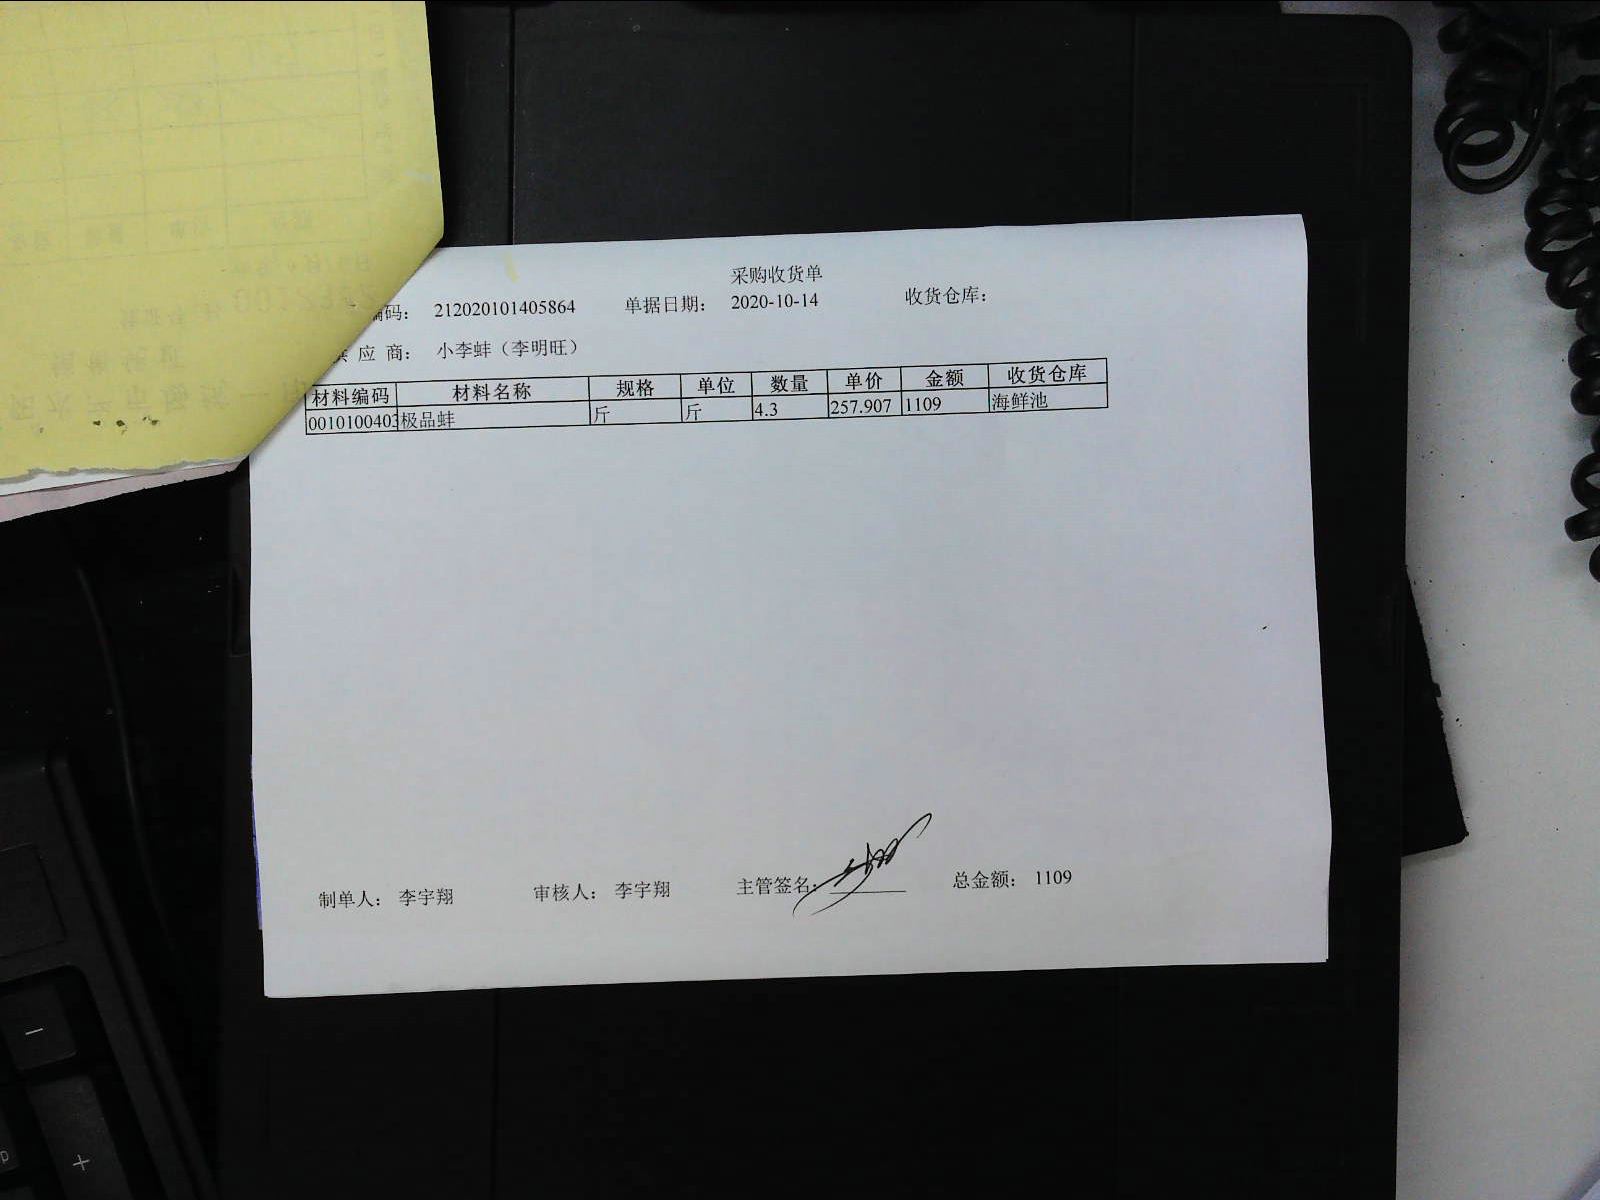 采购收货单
编码： 212020101405864 单据日期： 2020-10-14 收货仓库：
供 应 商： 小李蚌（李明旺）
材料编码 材料名称 规格 单位 数量 单价 金额 收货仓库
0010100403 极品蚌 斤 斤 4.3 257.907 1109 海鲜池
制单人： 李宇翔 审核人： 李宇翔 主管签名： 总金额： 1109